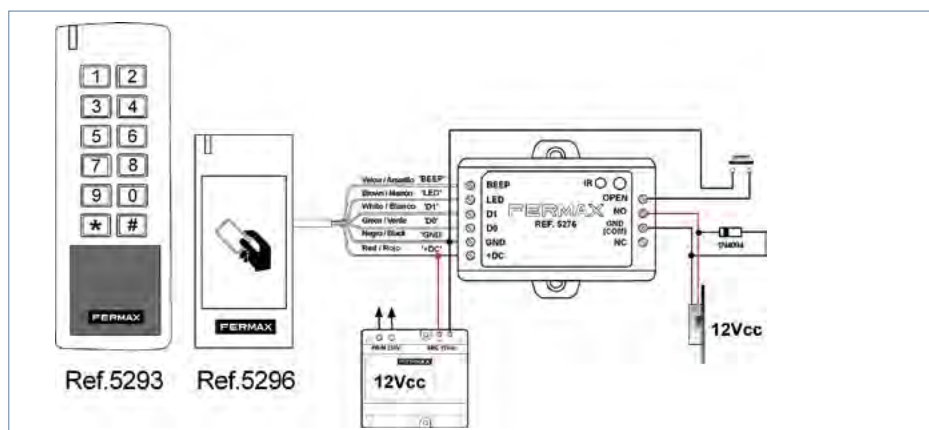 1 2
3 4
5 6
7 8
9 0
* #
FERMAX
Ref.5293
FERMAX
Ref.5296
Yelow / Amarillo "BEEP"
Brown / Marrón "LED"
White / Blanco "D1"
Green / Verde "D0"
Negro / Black "GND"
Red / Rojo "+DC"
BEEP
LED
D1
D0
GND
+DC
IR
FERMAX
REF. 5276
OPEN
NO
GND
(COM)
NC
1N4004
12Vcc
FERMAX
12Vcc